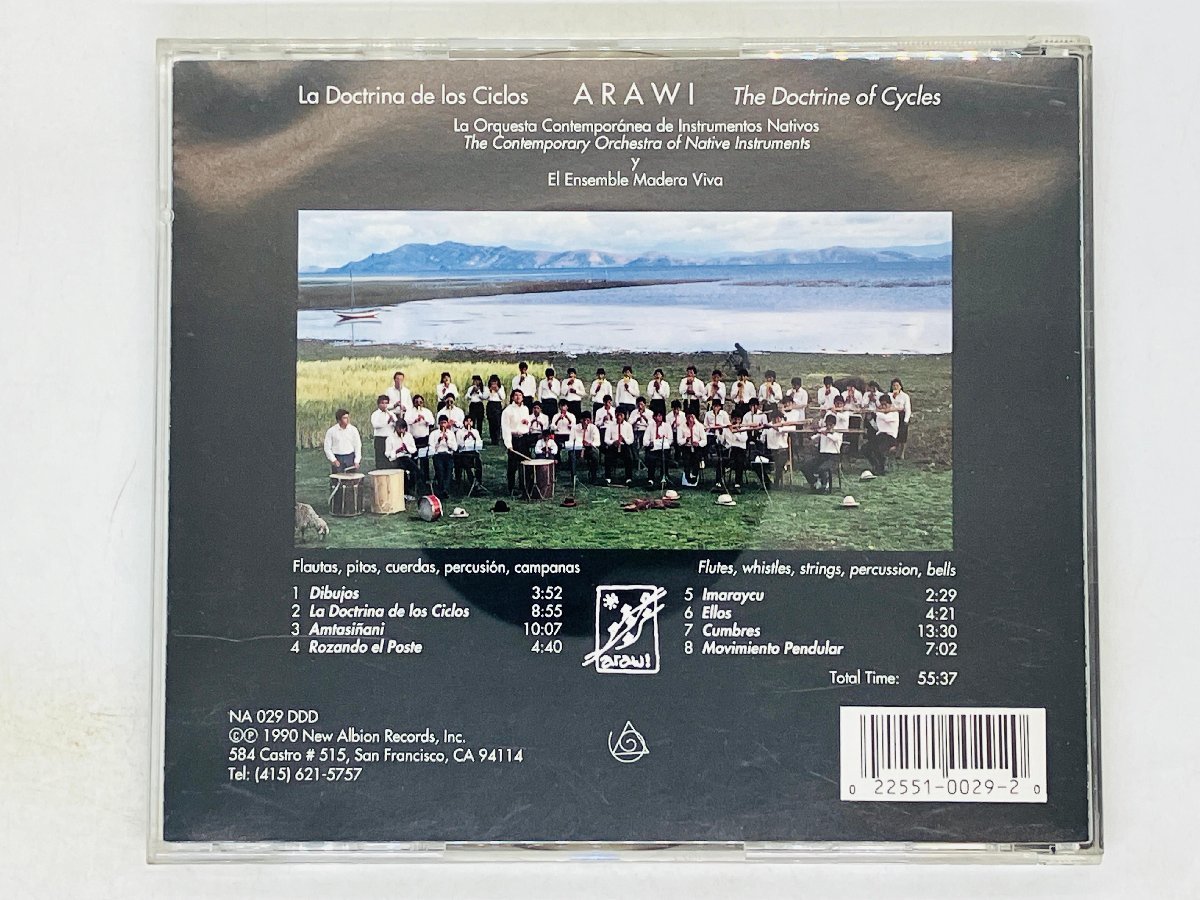 La Doctrina de los Ciclos ARAWI The Doctrine of Cycles
La Orquesta Contemporánea de Instrumentos Nativos
The Contemporary Orchestra of Native Instruments
y
El Ensemble Madera Viva
Flautas, pitos, cuerdas, percusión, campanas
1 Dibujos 3:52
2 La Doctrina de los Ciclos 8:55
3 Amtasiñani 10:07
4 Rozando el Poste 4:40
arawi
Flutes, whistles, strings, percussion, bells
5 Imaraycu 2:29
6 Ellos 4:21
7 Cumbres 13:30
8 Movimiento Pendular 7:02
Total Time: 55:37
NA 029 DDD
©℗ 1990 New Albion Records, Inc.
584 Castro # 515, San Francisco, CA 94114
Tel: (415) 621-5757
0 22551-0029-2 0